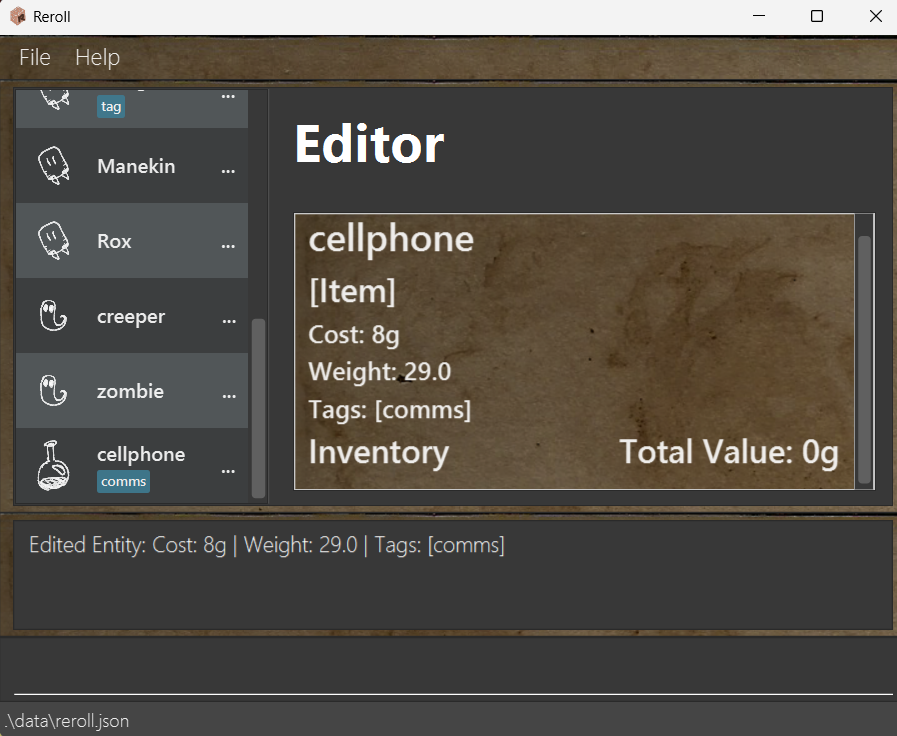 Reroll
File Help
tag
...
Manekin
...
Rox
...
creeper
...
zombie
...
cellphone
comms
...
Editor
cellphone
[Item]
Cost: 8g
Weight: 29.0
Tags: [comms]
Inventory Total Value: 0g
Edited Entity: Cost: 8g | Weight: 29.0 | Tags: [comms]
.\data\reroll.json